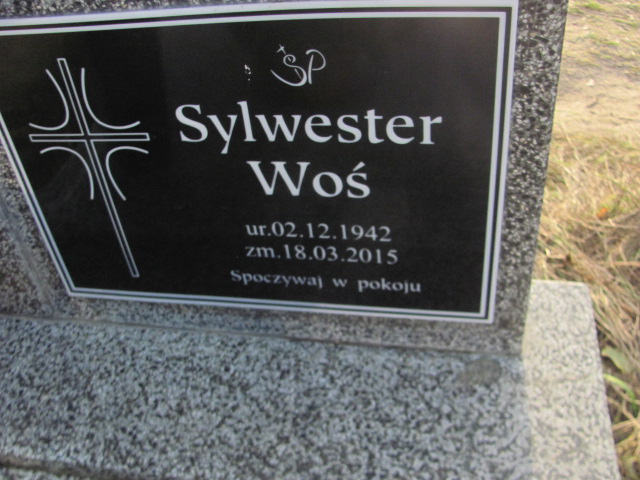 ŚP
Sylwester
Woś
ur.02.12.1942
zm.18.03.2015
Spoczywaj w pokoju